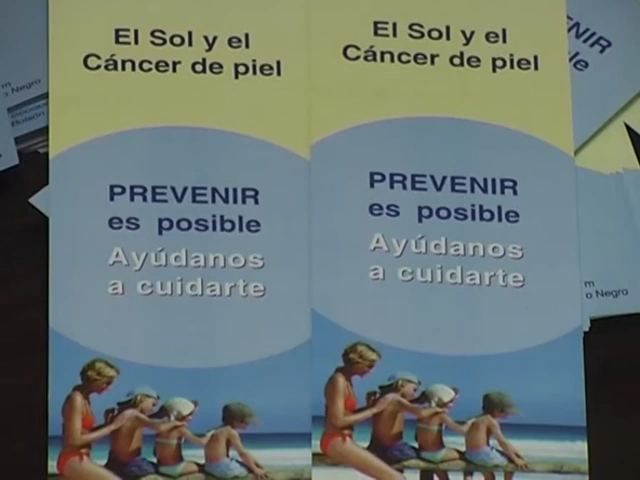 El Sol y el
Cáncer de piel
PREVENIR
es posible
Ayúdanos
a cuidarte
El Sol y el
Cáncer de piel
PREVENIR
es posible
Ayúdanos
a cuidarte
Negro
Negro